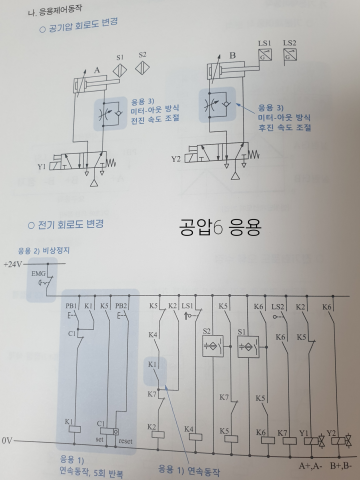 나. 응용제어동작
○ 공기압 회로도 변경
S1 S2
A
응용 3)
미터-아웃 방식
전진 속도 조절
Y1
LS1 LS2
B
응용 3)
미터-아웃 방식
후진 속도 조절
Y2
○ 전기 회로도 변경
공압6 응용
응용 2) 비상정지
+24V
EMG
PB1 K1 K5 PB2
C1
K1 C1
set reset
K5 K2 LS1 K5
K4
K1
K7
K2 K4 K5
S2 S1
K7
K6 LS2 K2 K6
K6 K5
K5
K6 K7 Y1 Y2
0V
A+,A- B+,B-
응용 1)
연속동작, 5회 반복
응용 1) 연속동작